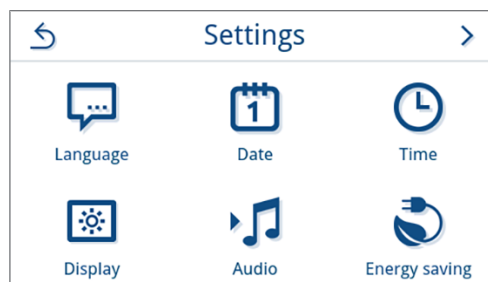 Settings
1
Language
Date
Time
Display
Audio
Energy saving